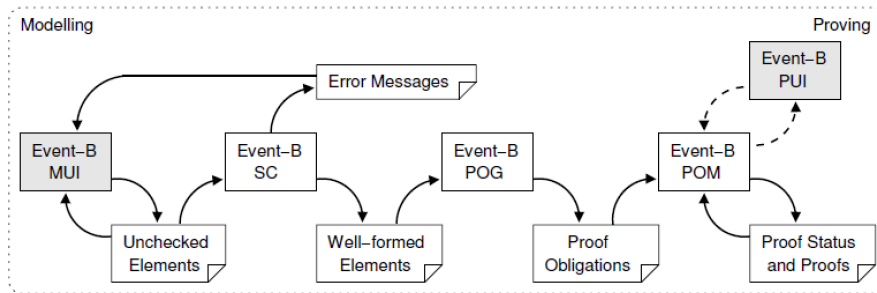 Modelling
Proving
Event–B
PUI
Error Messages
Event–B
MUI
Event–B
SC
Event–B
POG
Event–B
POM
Unchecked
Elements
Well–formed
Elements
Proof
Obligations
Proof Status
and Proofs